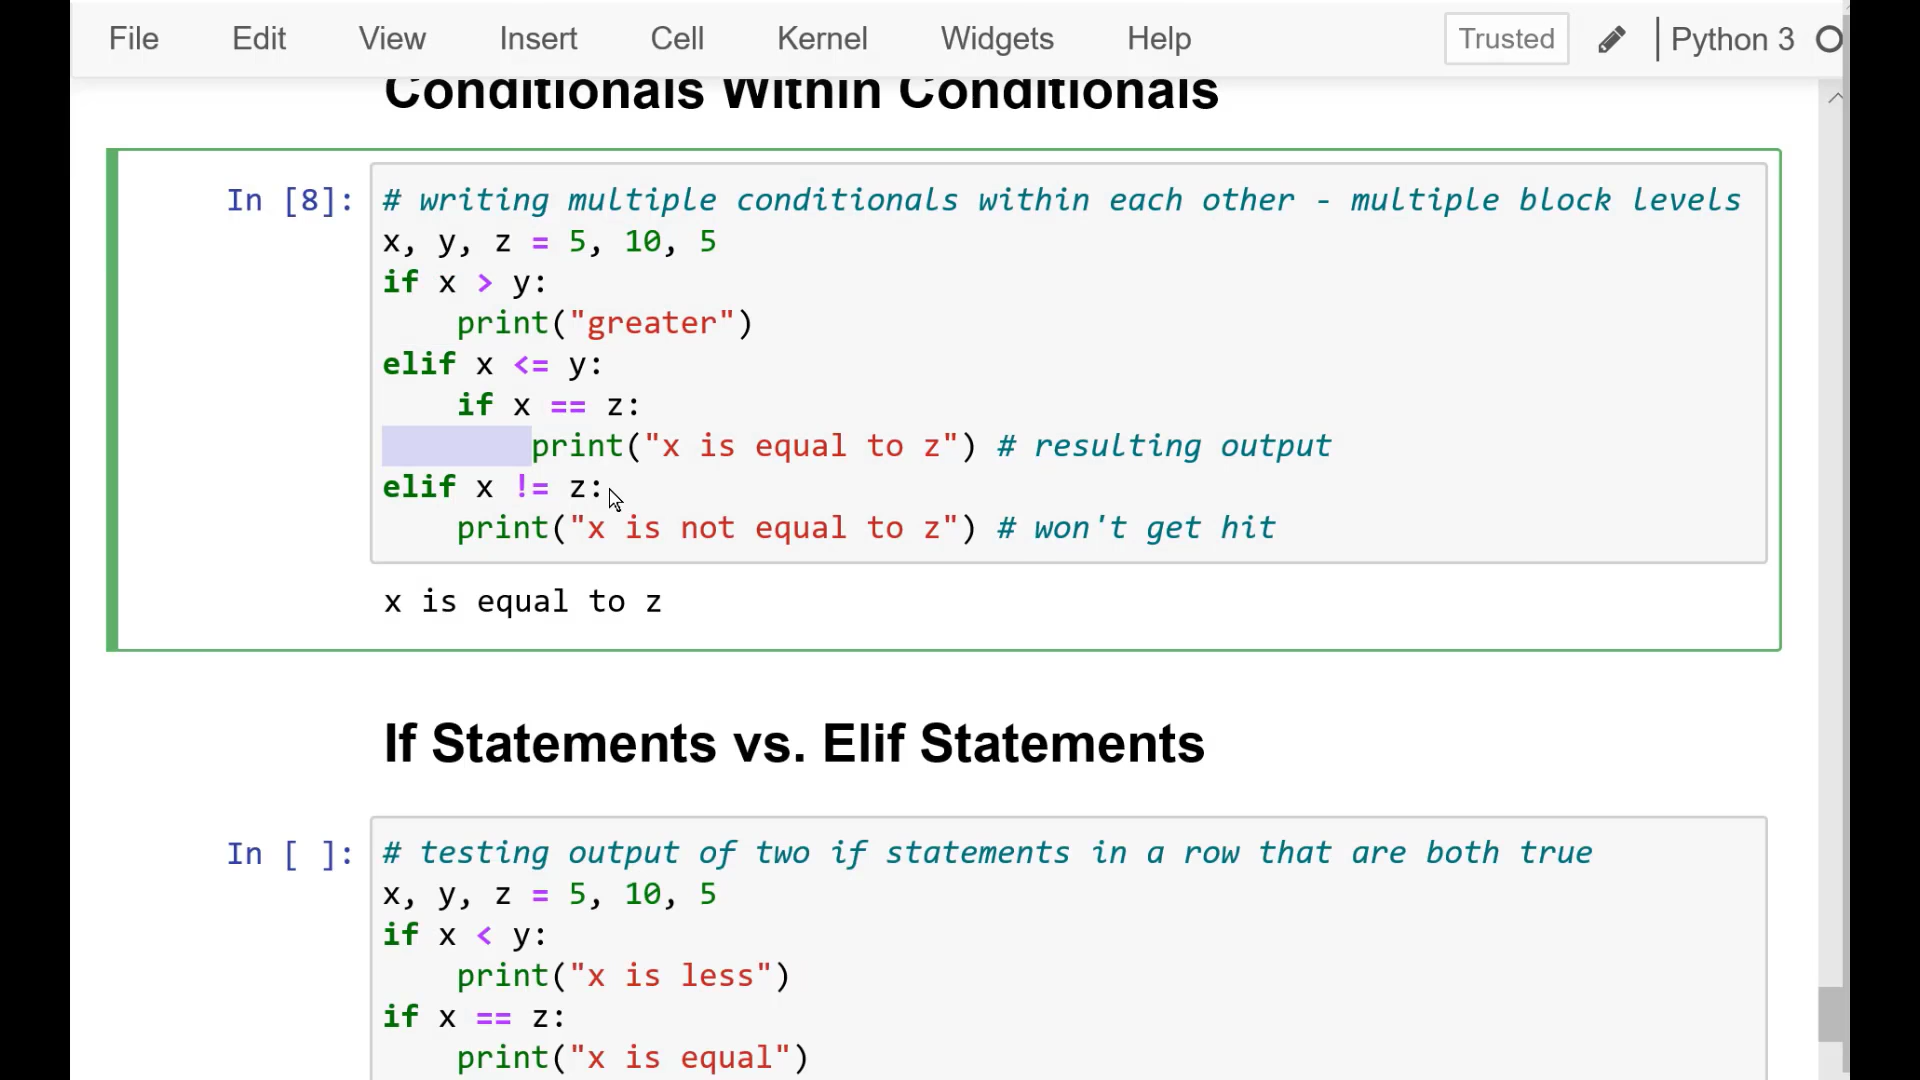 File Edit View Insert Cell Kernel Widgets Help Trusted Python 3
Conditionals Within Conditionals
In [8]: # writing multiple conditionals within each other - multiple block levels
x, y, z = 5, 10, 5
if x > y:
    print("greater")
elif x <= y:
    if x == z:
        print("x is equal to z") # resulting output
elif x != z:
    print("x is not equal to z") # won't get hit
x is equal to z
If Statements vs. Elif Statements
In [ ]: # testing output of two if statements in a row that are both true
x, y, z = 5, 10, 5
if x < y:
    print("x is less")
if x == z:
    print("x is equal")